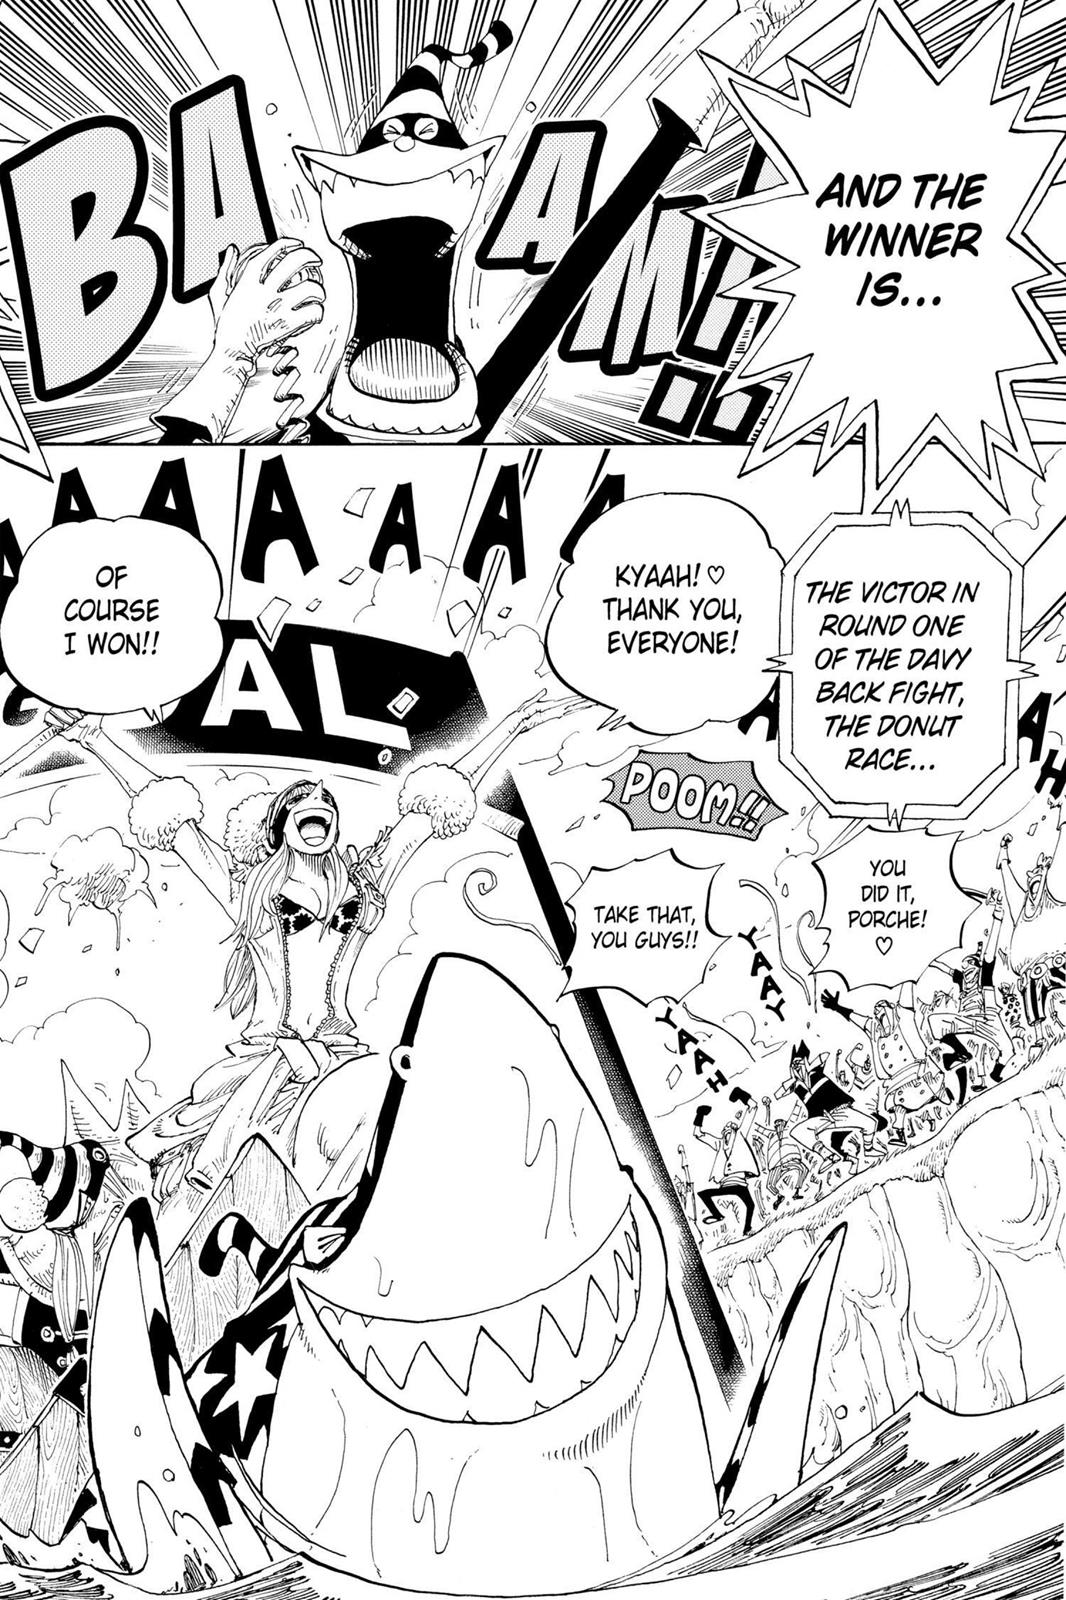 BA
AM!!
AND THE
WINNER
IS...
AAAAAAA
THE VICTOR IN
ROUND ONE
OF THE DAVY
BACK FIGHT,
THE DONUT
RACE...
KYAAH! ♡
THANK YOU,
EVERYONE!
OF
COURSE
I WON!!
AL
AH
POOM!!
YOU
DID IT,
PORCHE!
♡
TAKE THAT,
YOU GUYS!!
YAAY
YAAH